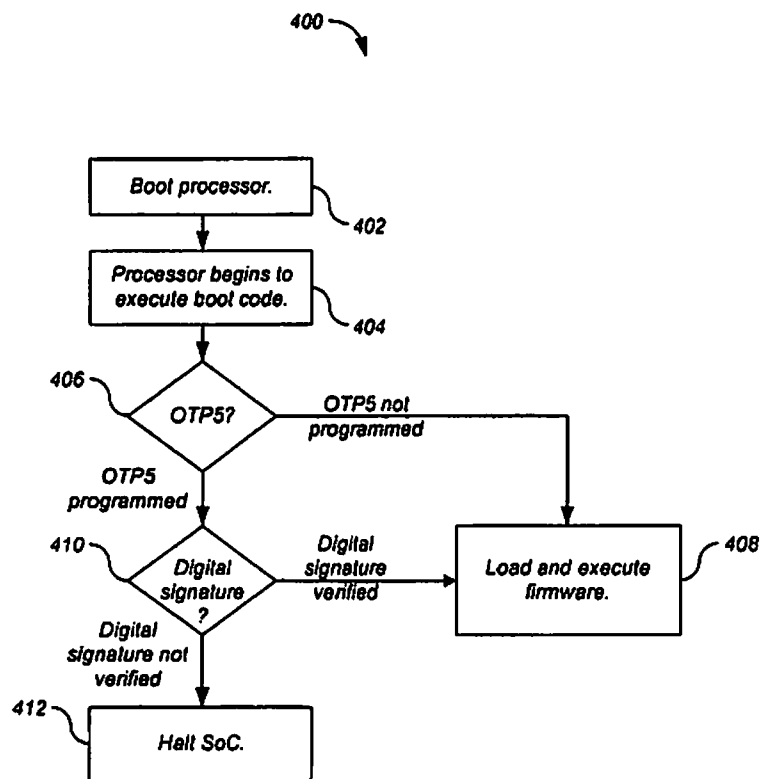 400
Boot processor.
402
Processor begins to
execute boot code.
404
406
OTP5?
OTP5 not
programmed
OTP5
programmed
410
Digital
signature
?
Digital
signature
verified
Load and execute
firmware.
408
Digital
signature not
verified
412
Halt SoC.